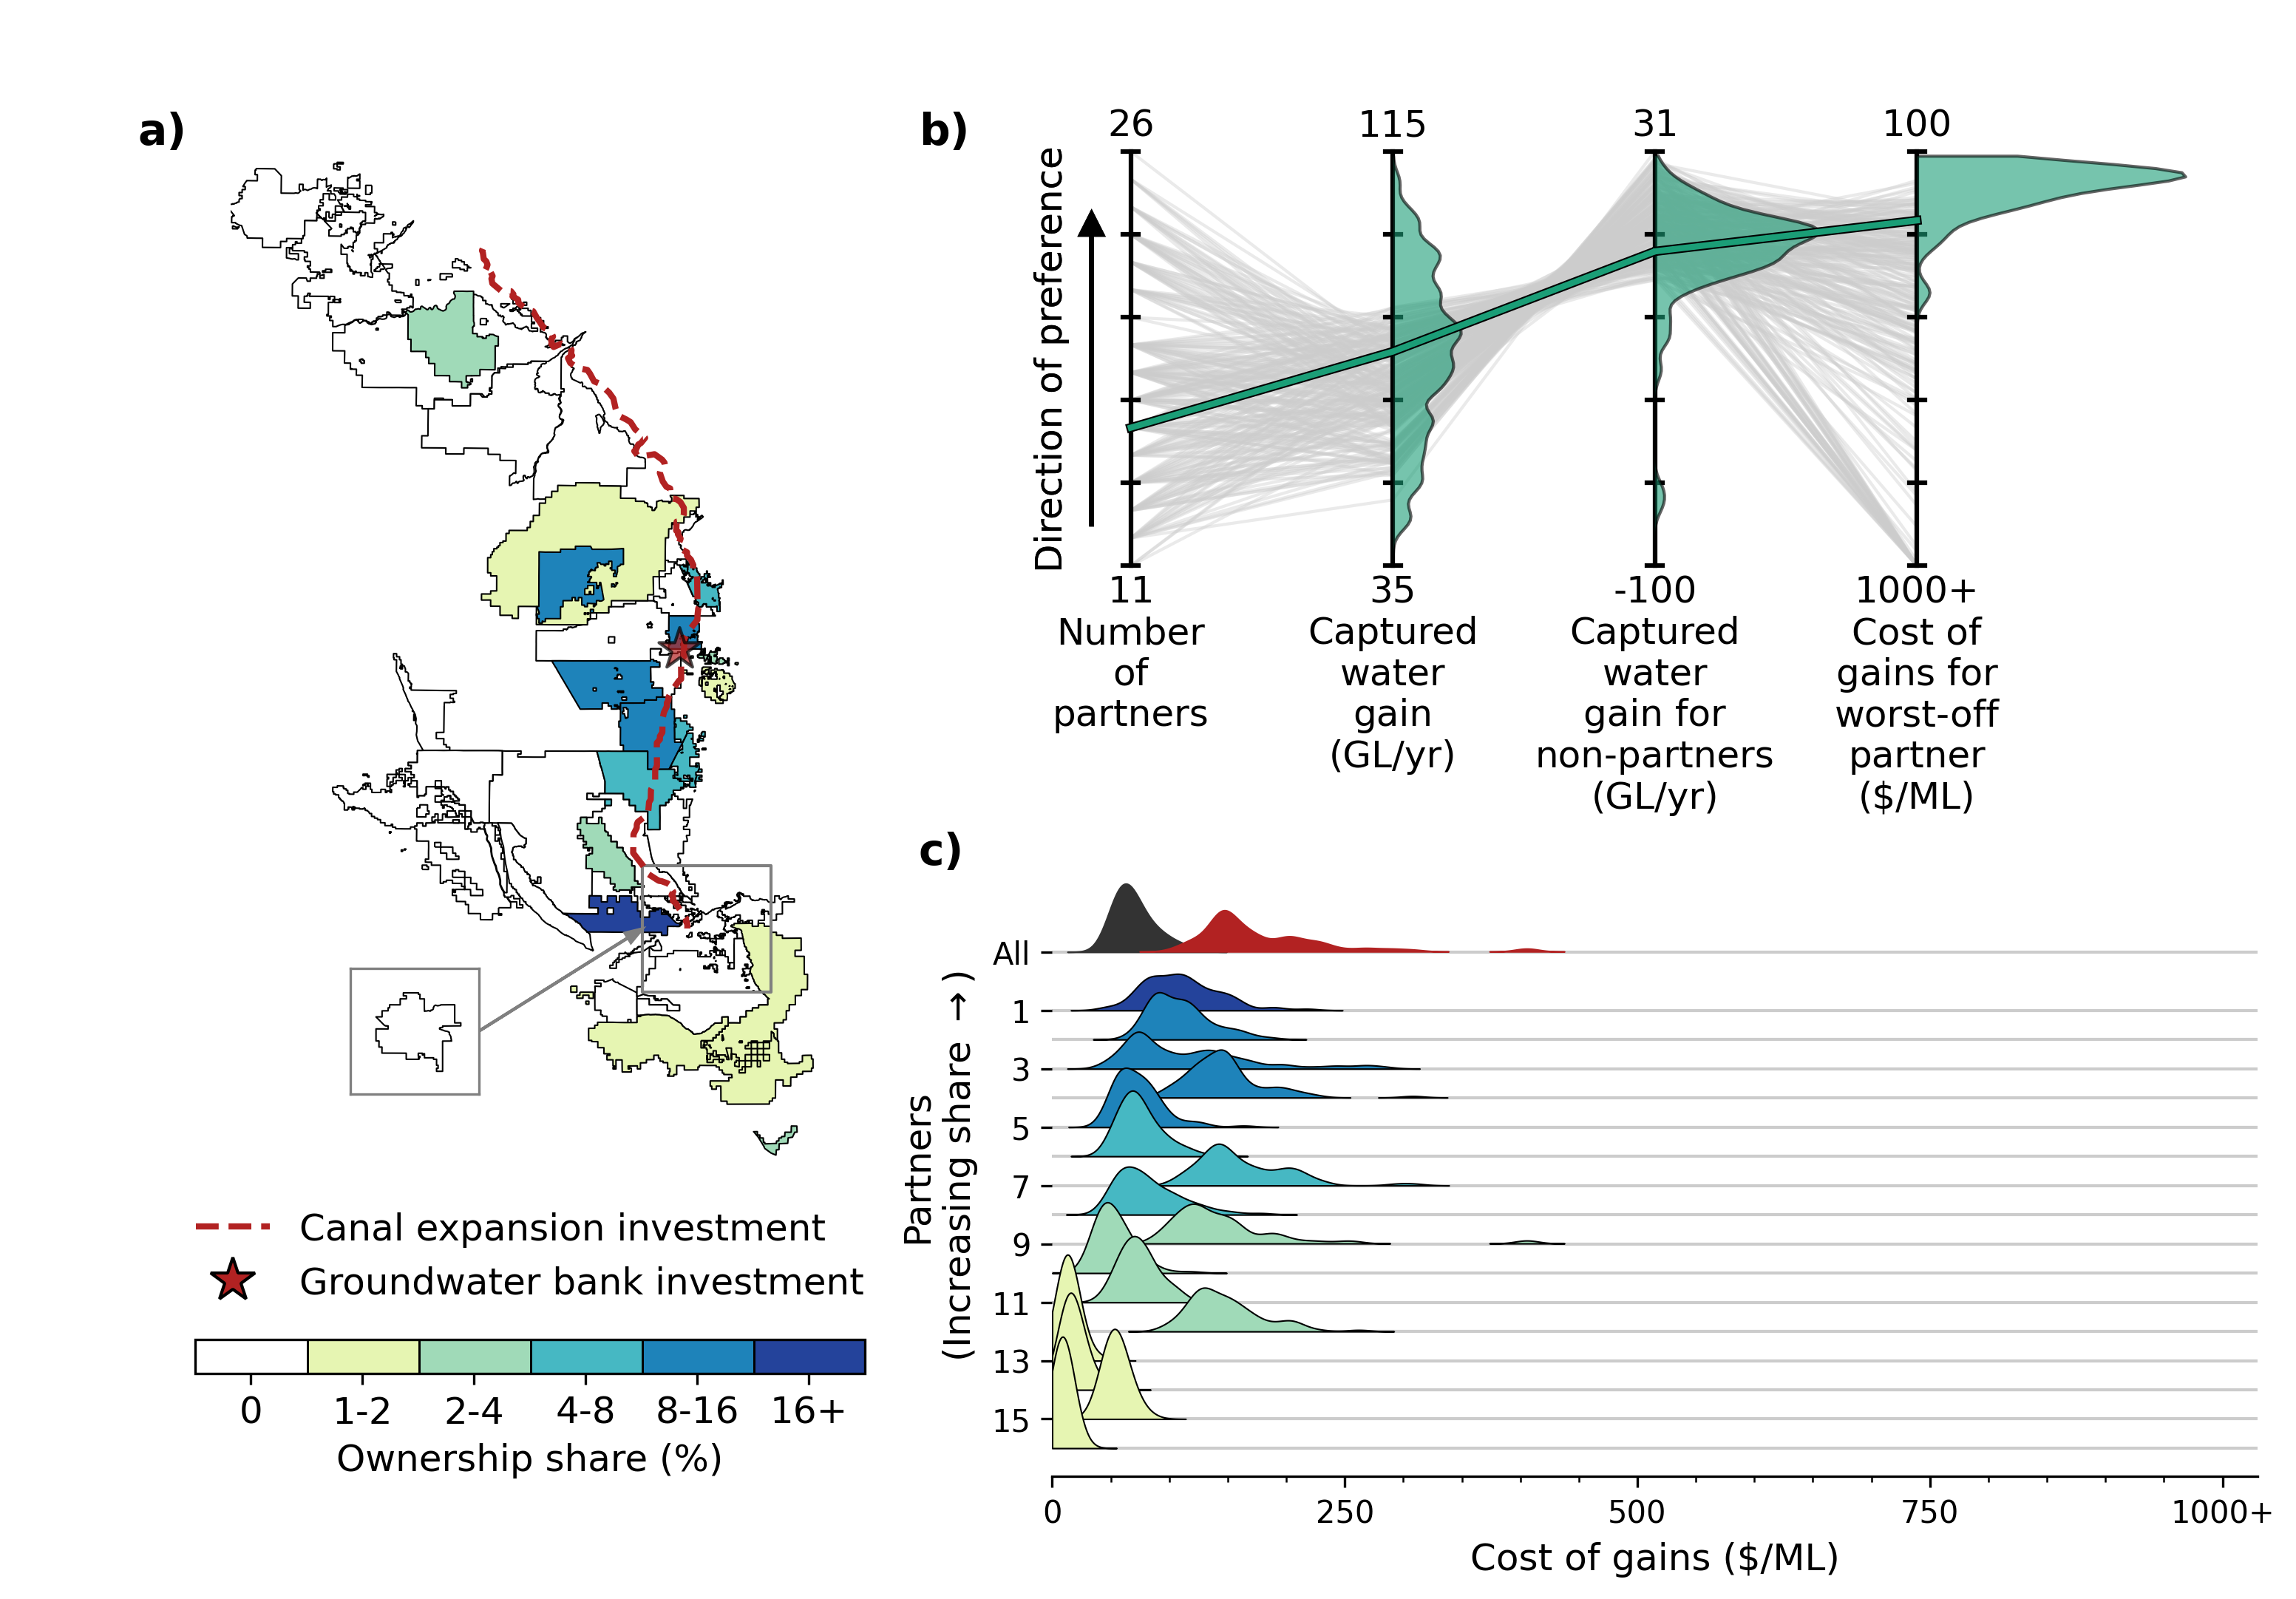 a)
Canal expansion investment
Groundwater bank investment
0 1-2 2-4 4-8 8-16 16+
Ownership share (%)
b)
Direction of preference
26 115 31 100
11 35 -100 1000+
Number
of
partners
Captured
water
gain
(GL/yr)
Captured
water
gain for
non-partners
(GL/yr)
Cost of
gains for
worst-off
partner
($/ML)
c)
Partners
(Increasing share → )
All
1
3
5
7
9
11
13
15
0 250 500 750 1000+
Cost of gains ($/ML)